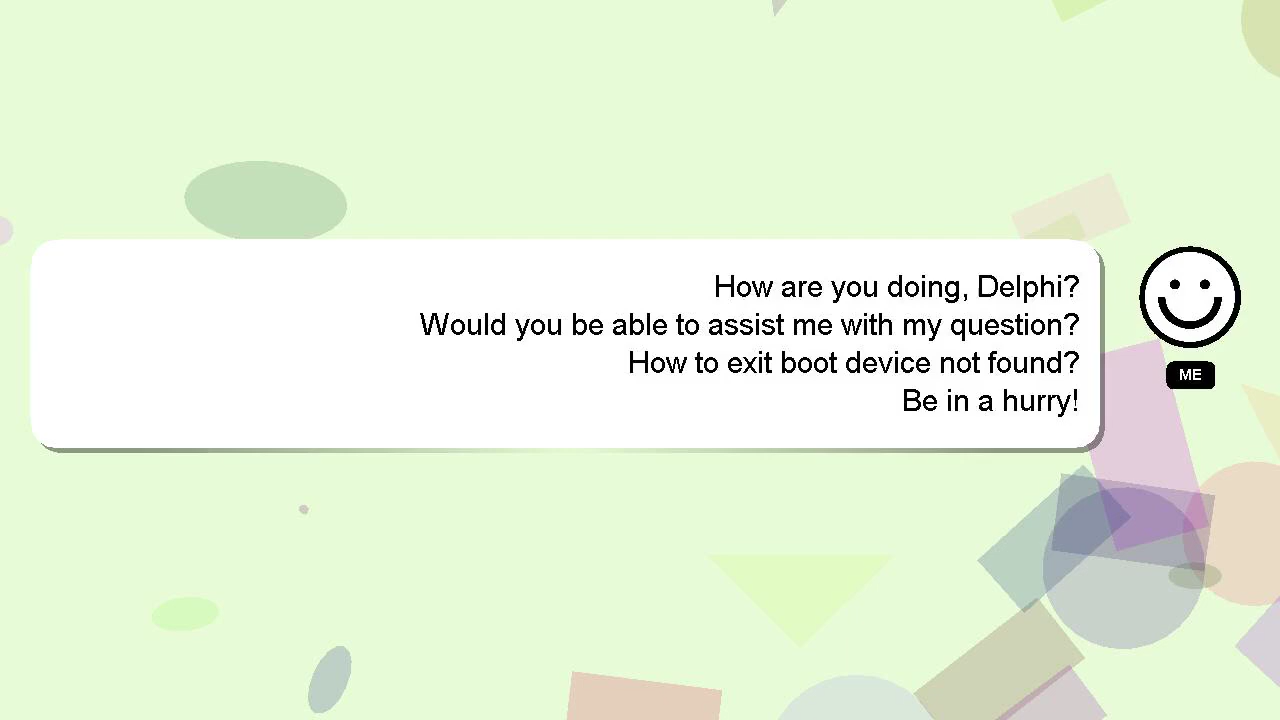 How are you doing, Delphi?
Would you be able to assist me with my question?
How to exit boot device not found?
Be in a hurry!
ME